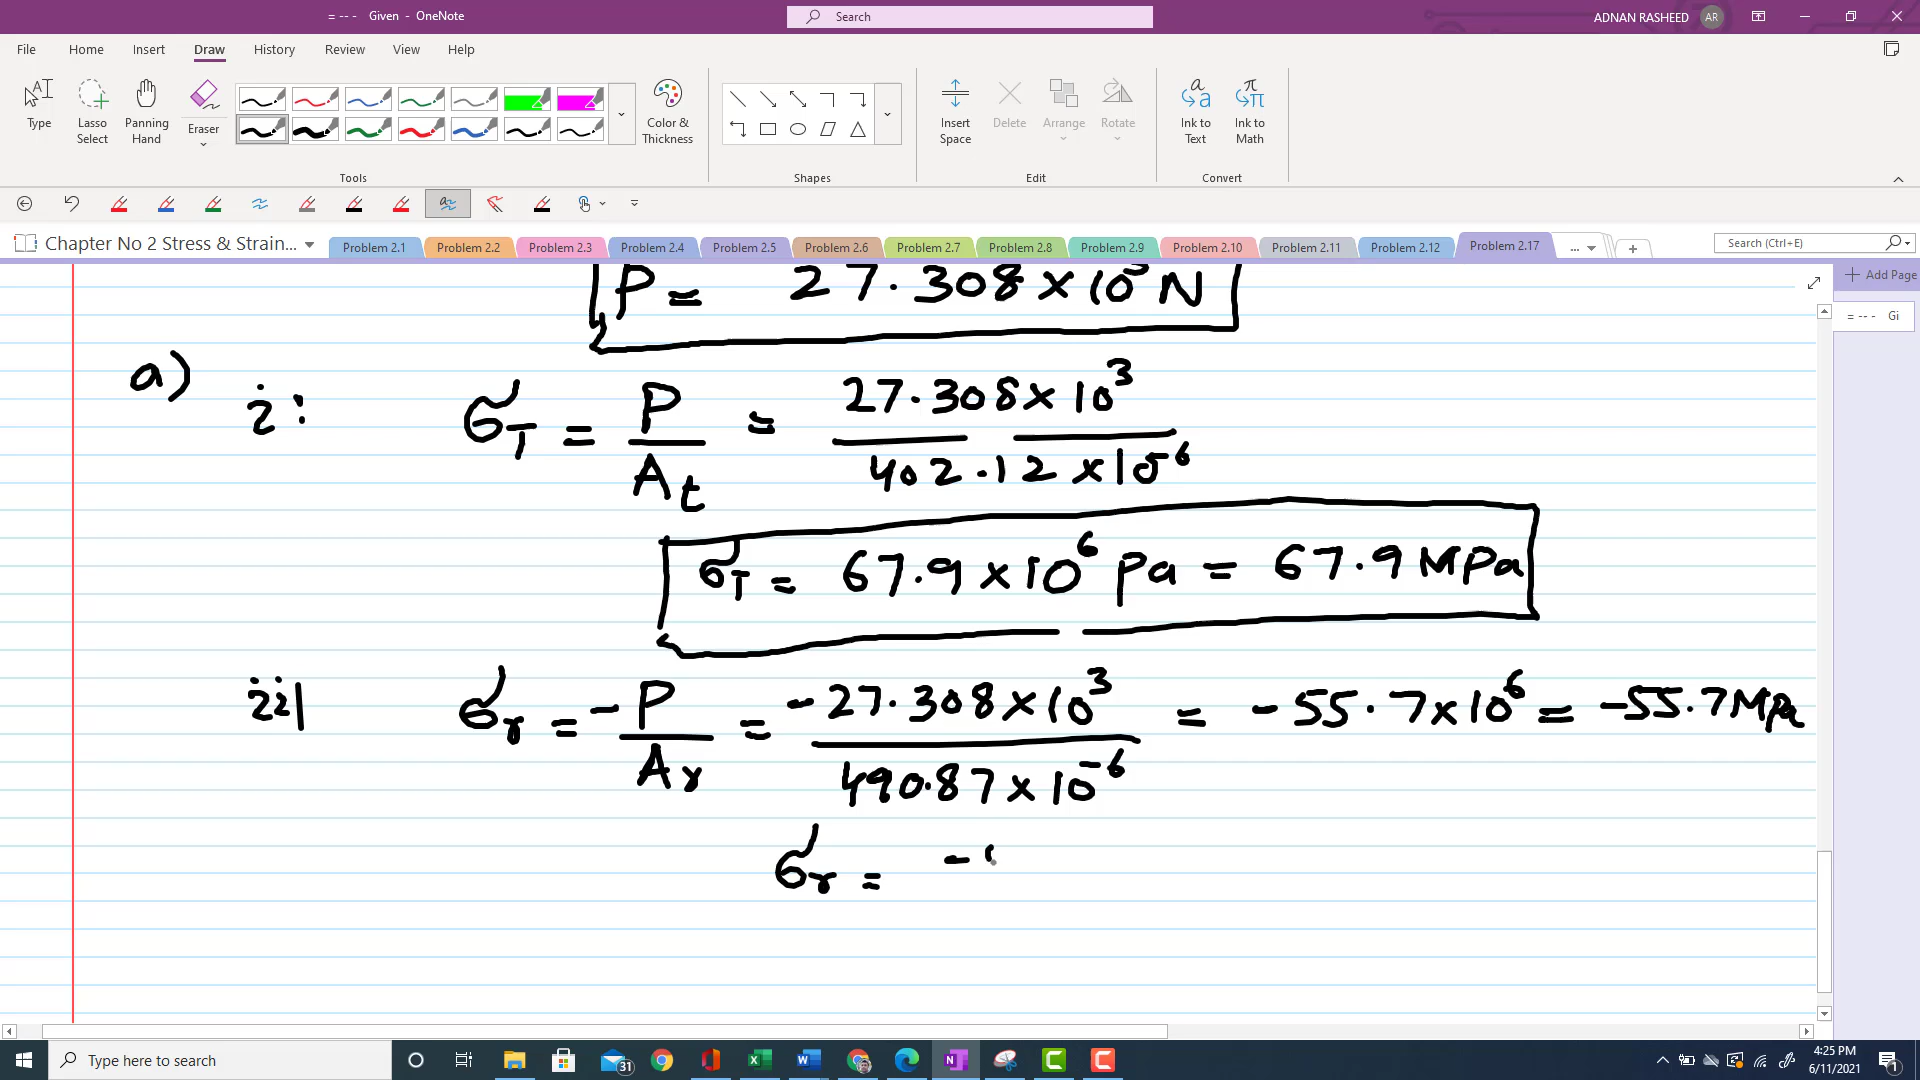 = -- - Given - OneNote
Search
ADNAN RASHEED AR
File Home Insert Draw History Review View Help
Type
Lasso Select
Panning Hand
Eraser
Color & Thickness
Insert Space
Delete
Arrange
Rotate
Ink to Text
Ink to Math
Tools Shapes Edit Convert
Chapter No 2 Stress & Strain...
Problem 2.1 Problem 2.2 Problem 2.3 Problem 2.4 Problem 2.5 Problem 2.6 Problem 2.7 Problem 2.8 Problem 2.9 Problem 2.10 Problem 2.11 Problem 2.12 Problem 2.17 ...
Search (Ctrl+E)
Add Page
= -- - Gi
P = 27.308 × 10³ N
a) i: σT = P/At = 27.308 × 10³ / 402.12 × 10⁻⁶
σT = 67.9 × 10⁶ Pa = 67.9 MPa
ii| σr = -P/Ar = -27.308 × 10³ / 490.87 × 10⁻⁶ = -55.7 × 10⁶ = -55.7 MPa
σr = -
Type here to search
31
4:25 PM
6/11/2021
1